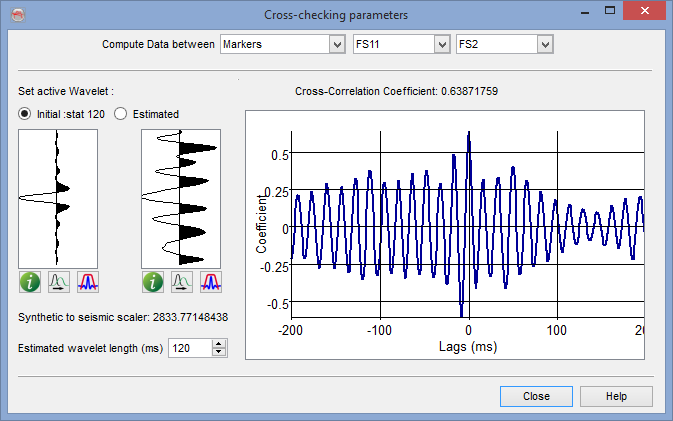 Cross-checking parameters
Compute Data between Markers FS11 FS2
Set active Wavelet :
Cross-Correlation Coefficient: 0.63871759
Initial :stat 120 Estimated
0.5
0.25
0
-0.25
-0.5
Coefficient
-200 -100 0 100 20
Lags (ms)
Synthetic to seismic scaler: 2833.77148438
Estimated wavelet length (ms) 120
Close Help